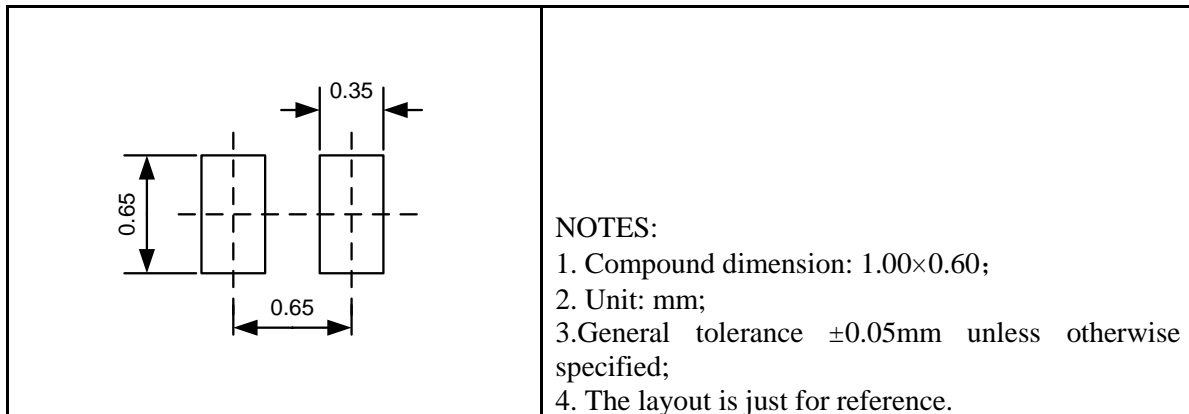 0.35
0.65
0.65
NOTES:
1. Compound dimension: 1.00×0.60；
2. Unit: mm;
3.General tolerance ±0.05mm unless otherwise
specified;
4. The layout is just for reference.